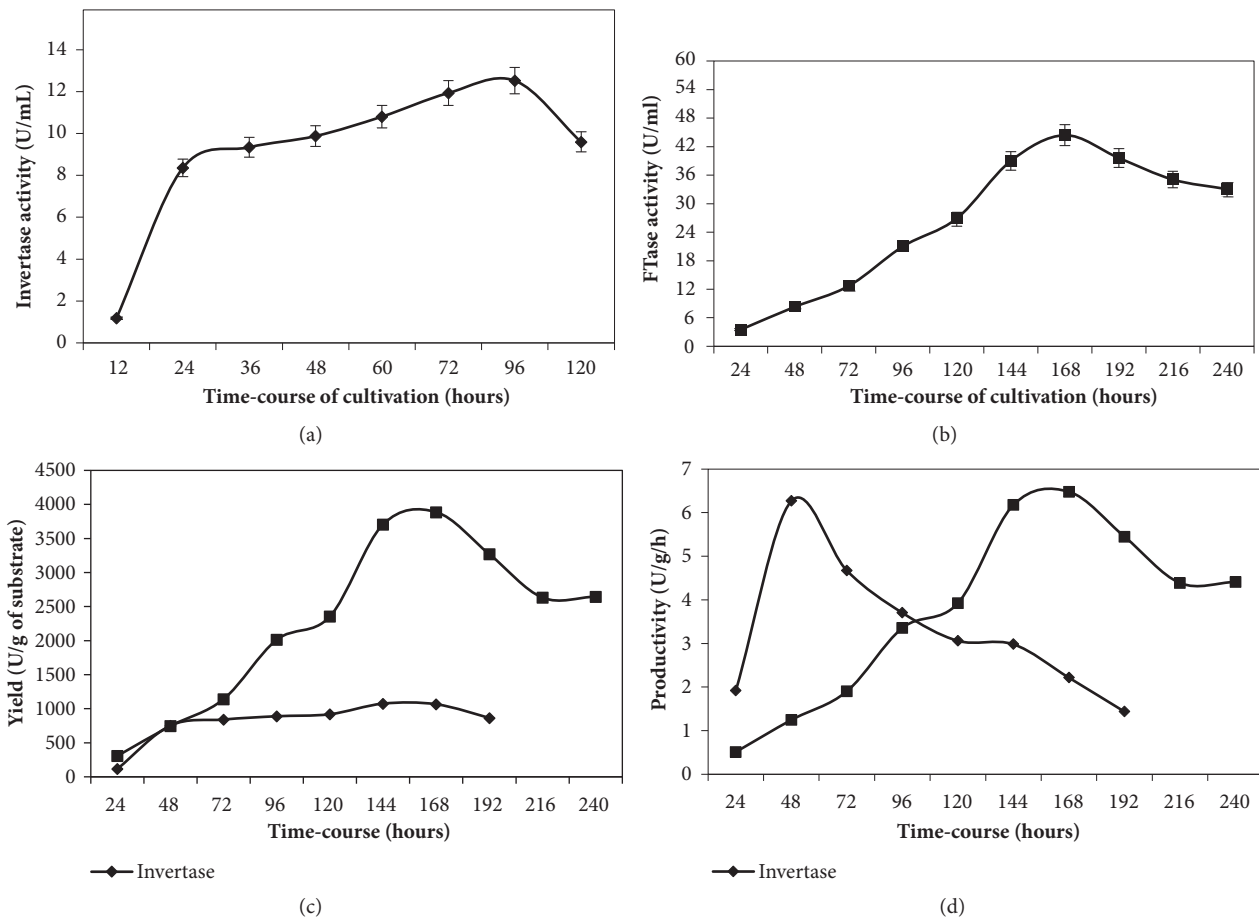 14
12
10
8
6
4
2
0
Invertase activity (U/mL)
12 24 36 48 60 72 96 120
Time-course of cultivation (hours)
(a)
60
54
48
42
36
30
24
18
12
6
0
FTase activity (U/ml)
24 48 72 96 120 144 168 192 216 240
Time-course of cultivation (hours)
(b)
4500
4000
3500
3000
2500
2000
1500
1000
500
0
Yield (U/g of substrate)
24 48 72 96 120 144 168 192 216 240
Time-course (hours)
Invertase
(c)
7
6
5
4
3
2
1
0
Productivity (U/g/h)
24 48 72 96 120 144 168 192 216 240
Time-course (hours)
Invertase
(d)